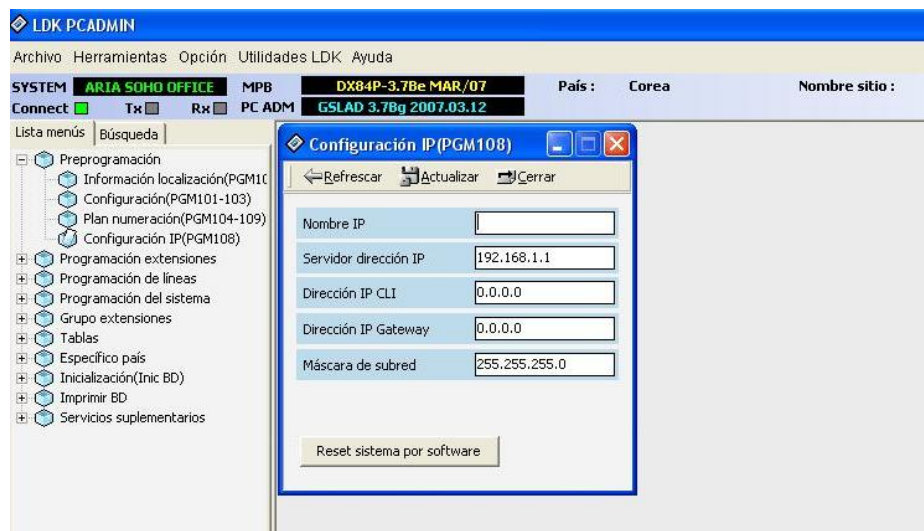 LDK PCADMIN
Archivo Herramientas Opción Utilidades LDK Ayuda
SYSTEM ARIA SOHO OFFICE MPB DX84P-3.7Be MAR/07 País : Corea Nombre sitio :
Connect Tx Rx PC ADM GSLAD 3.7Bg 2007.03.12
Lista menús Búsqueda
Preprogramación
Información localización(PGM10
Configuración(PGM101-103)
Plan numeración(PGM104-109)
Configuración IP(PGM108)
Programación extensiones
Programación de líneas
Programación del sistema
Grupo extensiones
Tablas
Específico país
Inicialización(Inic BD)
Imprimir BD
Servicios suplementarios
Configuración IP(PGM108)
Refrescar Actualizar Cerrar
Nombre IP
Servidor dirección IP 192.168.1.1
Dirección IP CLI 0.0.0.0
Dirección IP Gateway 0.0.0.0
Máscara de subred 255.255.255.0
Reset sistema por software